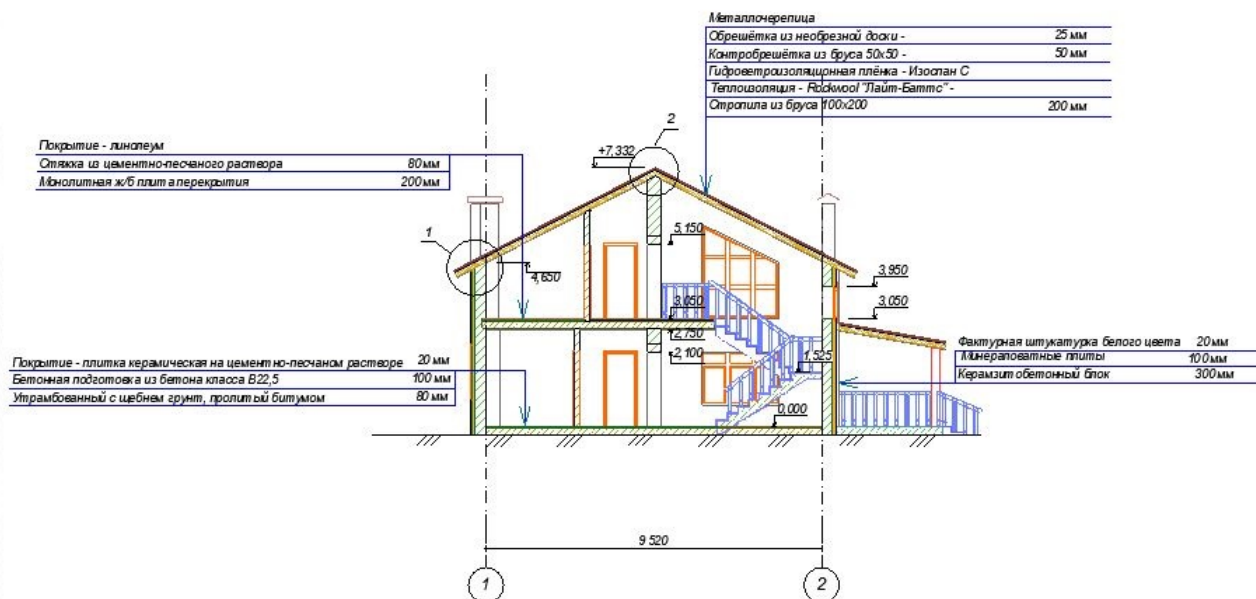 Металлочерепица
Обрешётка из необрезной доски - 25 мм
Контробрешётка из бруса 50х50 - 50 мм
Гидроветроизоляционная плёнка - Изоспан С
Теплоизоляция - Rockwool "Лайт-Баттс" -
Стропила из бруса 100х200 200 мм
2
+7,332
Покрытие - линолеум
Стяжка из цементно-песчаного раствора 80 мм
Монолитная ж/б плита перекрытия 200 мм
1
5,150
4,650
3,950
3,050
3,050
2,750
2,100
1,525
0,000
Фактурная штукатурка белого цвета 20 мм
Минераловатные плиты 100 мм
Керамзитобетонный блок 300 мм
Покрытие - плитка керамическая на цементно-песчаном растворе 20 мм
Бетонная подготовка из бетона класса В22,5 100 мм
Утрамбованный с щебнем грунт, пролитый битумом 80 мм
9 520
1
2